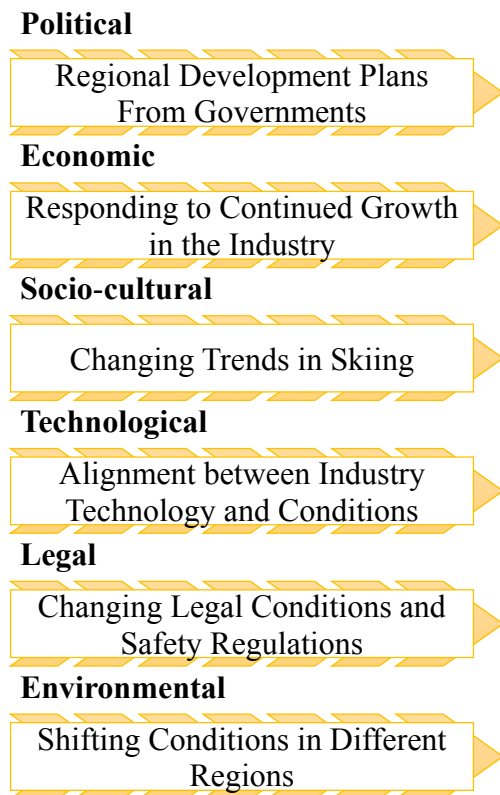 Political
Regional Development Plans
From Governments
Economic
Responding to Continued Growth
in the Industry
Socio-cultural
Changing Trends in Skiing
Technological
Alignment between Industry
Technology and Conditions
Legal
Changing Legal Conditions and
Safety Regulations
Environmental
Shifting Conditions in Different
Regions